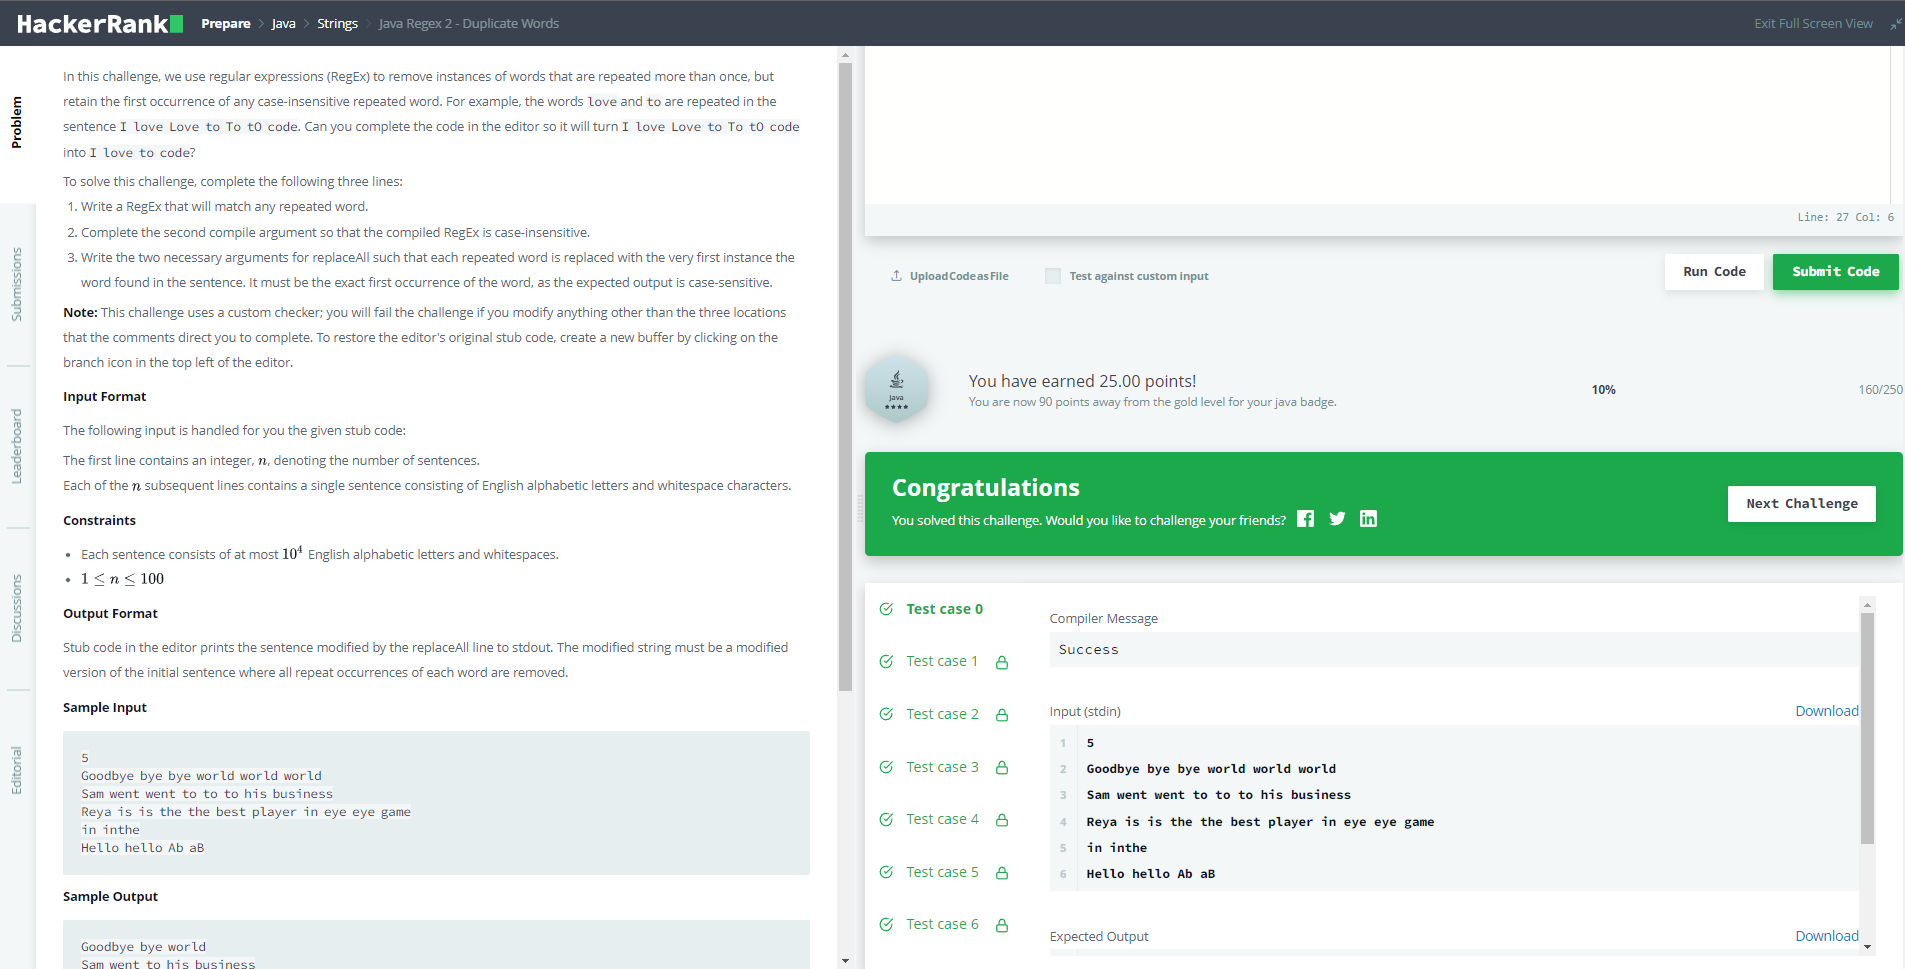 HackerRank Prepare > Java > Strings > Java Regex 2 - Duplicate Words Exit Full Screen View
Problem
Submissions
Leaderboard
Discussions
Editorial
In this challenge, we use regular expressions (RegEx) to remove instances of words that are repeated more than once, but
retain the first occurrence of any case-insensitive repeated word. For example, the words love and to are repeated in the
sentence I love Love to To tO code. Can you complete the code in the editor so it will turn I love Love to To tO code
into I love to code?
To solve this challenge, complete the following three lines:
1. Write a RegEx that will match any repeated word.
2. Complete the second compile argument so that the compiled RegEx is case-insensitive.
3. Write the two necessary arguments for replaceAll such that each repeated word is replaced with the very first instance the
word found in the sentence. It must be the exact first occurrence of the word, as the expected output is case-sensitive.
Note: This challenge uses a custom checker; you will fail the challenge if you modify anything other than the three locations
that the comments direct you to complete. To restore the editor's original stub code, create a new buffer by clicking on the
branch icon in the top left of the editor.
Input Format
The following input is handled for you the given stub code:
The first line contains an integer, n, denoting the number of sentences.
Each of the n subsequent lines contains a single sentence consisting of English alphabetic letters and whitespace characters.
Constraints
• Each sentence consists of at most 10⁴ English alphabetic letters and whitespaces.
• 1 ≤ n ≤ 100
Output Format
Stub code in the editor prints the sentence modified by the replaceAll line to stdout. The modified string must be a modified
version of the initial sentence where all repeat occurrences of each word are removed.
Sample Input
5
Goodbye bye bye world world world
Sam went went to to to his business
Reya is is the the best player in eye eye game
in inthe
Hello hello Ab aB
Sample Output
Goodbye bye world
Sam went to his business
Line: 27 Col: 6
Upload Code as File Test against custom input Run Code Submit Code
Java
You have earned 25.00 points!
You are now 90 points away from the gold level for your java badge.
10% 160/250
Congratulations
You solved this challenge. Would you like to challenge your friends?
Next Challenge
Test case 0
Test case 1
Test case 2
Test case 3
Test case 4
Test case 5
Test case 6
Compiler Message
Success
Input (stdin) Download
1 5
2 Goodbye bye bye world world world
3 Sam went went to to to his business
4 Reya is is the the best player in eye eye game
5 in inthe
6 Hello hello Ab aB
Expected Output Download